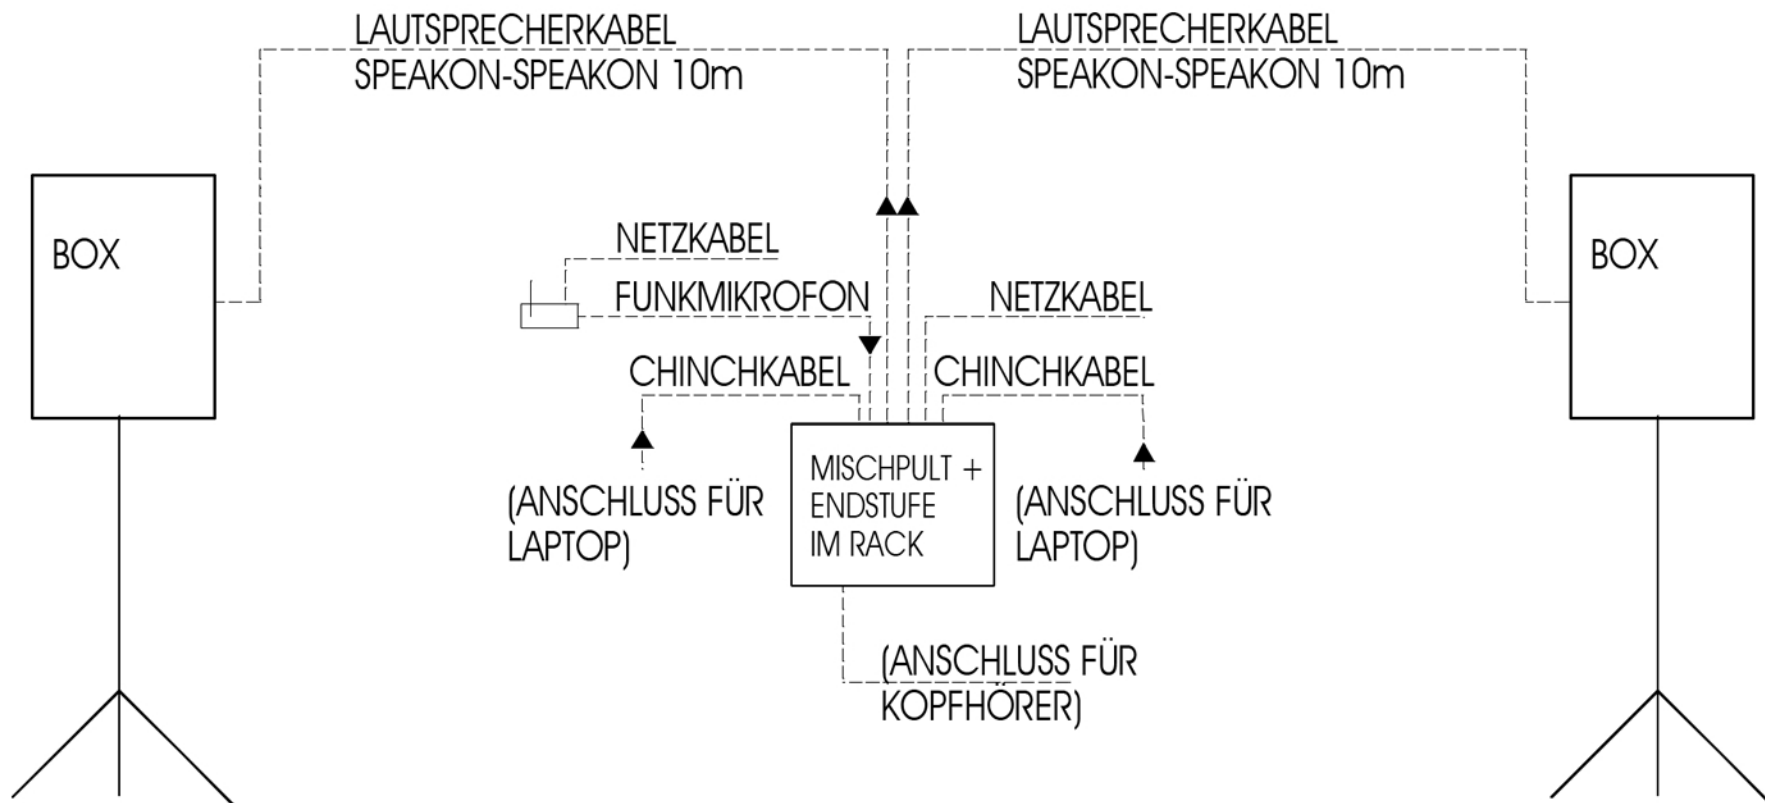 LAUTSPRECHERKABEL
SPEAKON-SPEAKON 10m
LAUTSPRECHERKABEL
SPEAKON-SPEAKON 10m
BOX
NETZKABEL
BOX
FUNKMIKROFON
NETZKABEL
CHINCHKABEL
CHINCHKABEL
(ANSCHLUSS FÜR
LAPTOP)
MISCHPULT +
ENDSTUFE
IM RACK
(ANSCHLUSS FÜR
LAPTOP)
(ANSCHLUSS FÜR
KOPFHÖRER)